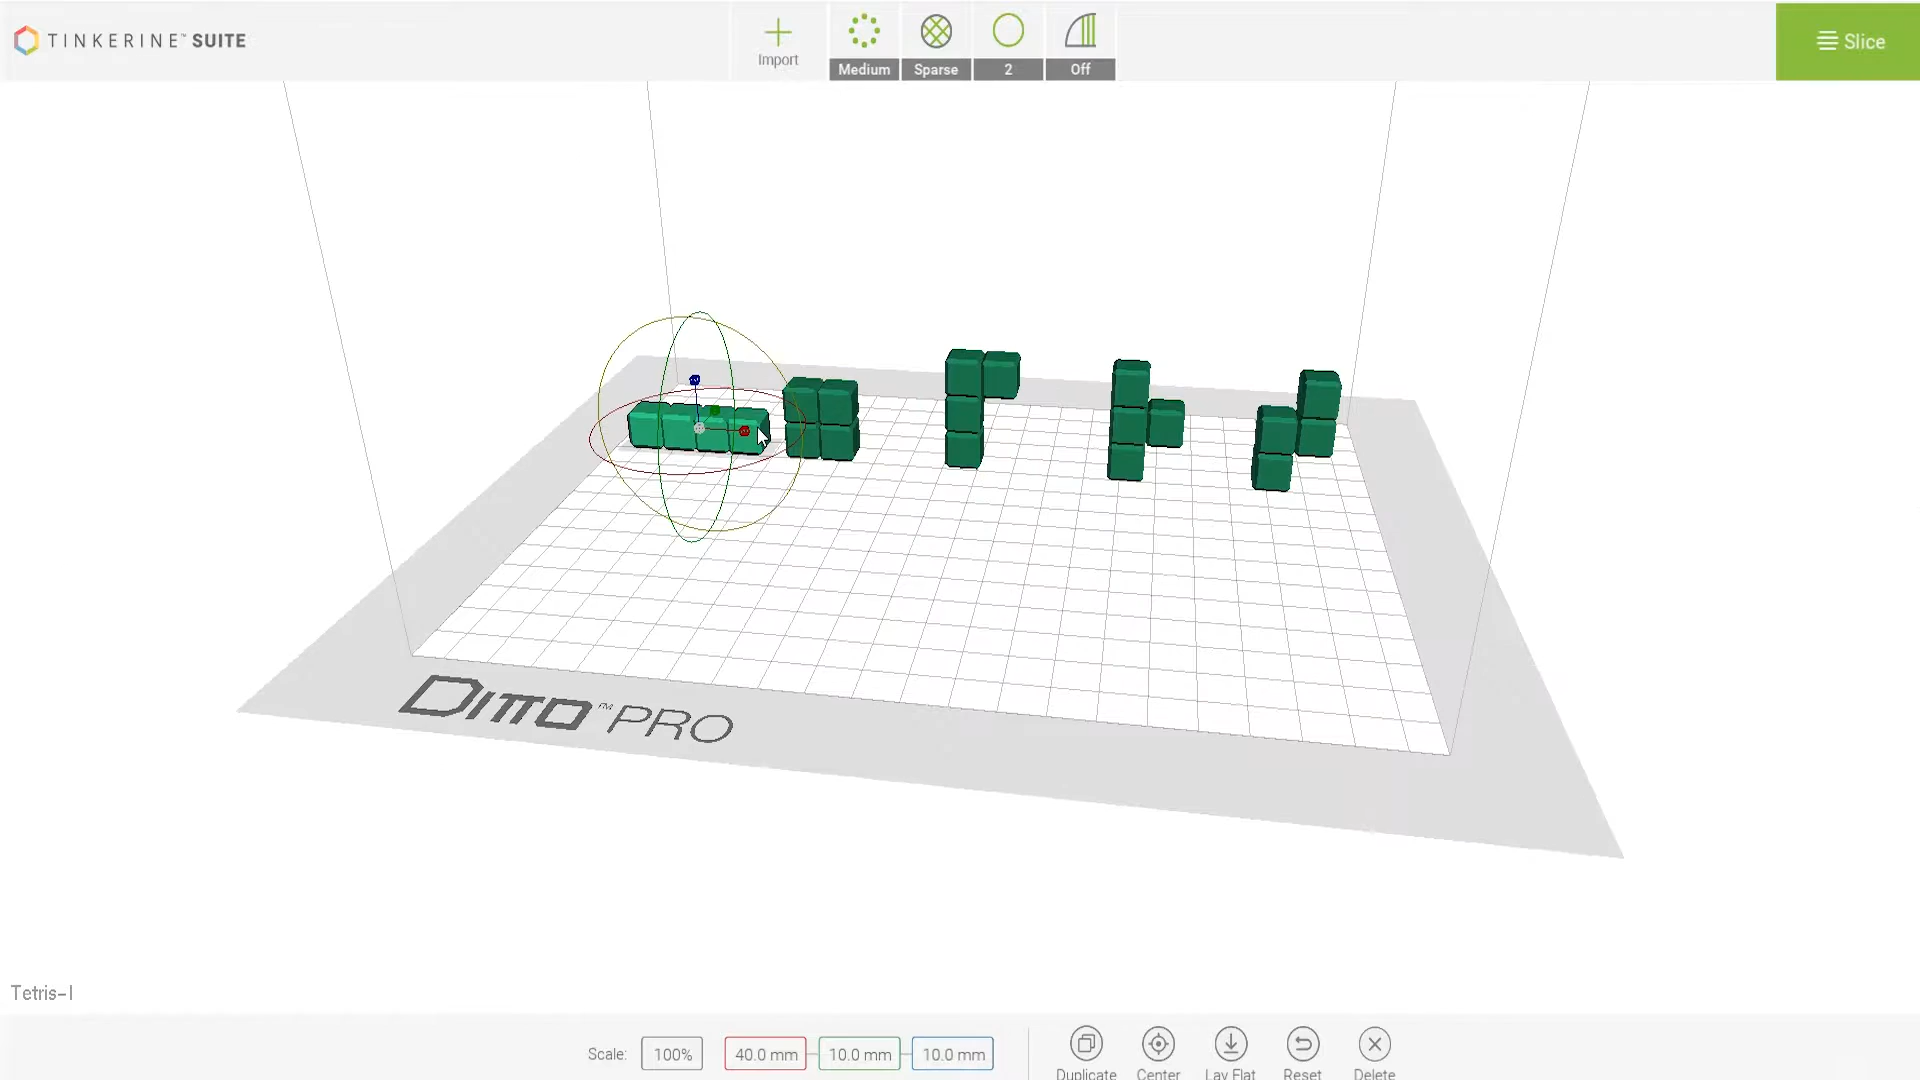 TINKERINE™ SUITE
Import
Medium
Sparse
2
Off
Slice
DITTO™ PRO
Tetris-I
Scale:
100%
40.0 mm
10.0 mm
10.0 mm
Duplicate
Center
Lay Flat
Reset
Delete